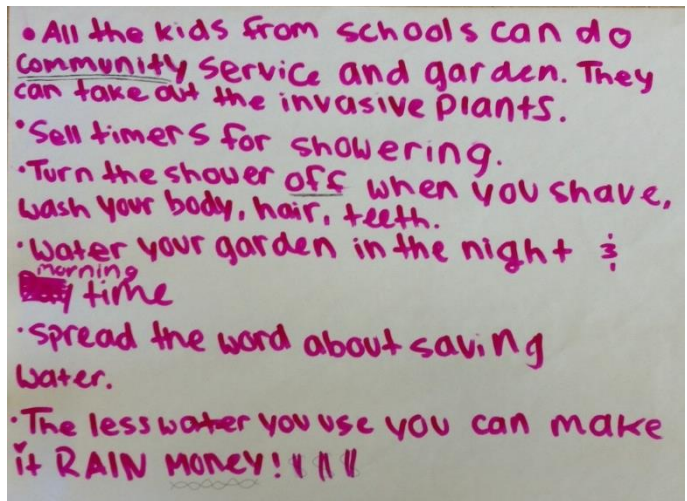 • All the kids from schools can do
community service and garden. They
can take out the invasive plants.
• Sell timers for showering.
• Turn the shower off when you shave,
wash your body, hair, teeth.
• Water your garden in the night &
morning
time
• Spread the word about saving
water.
• The less water you use you can make
it RAIN MONEY! ! ! !